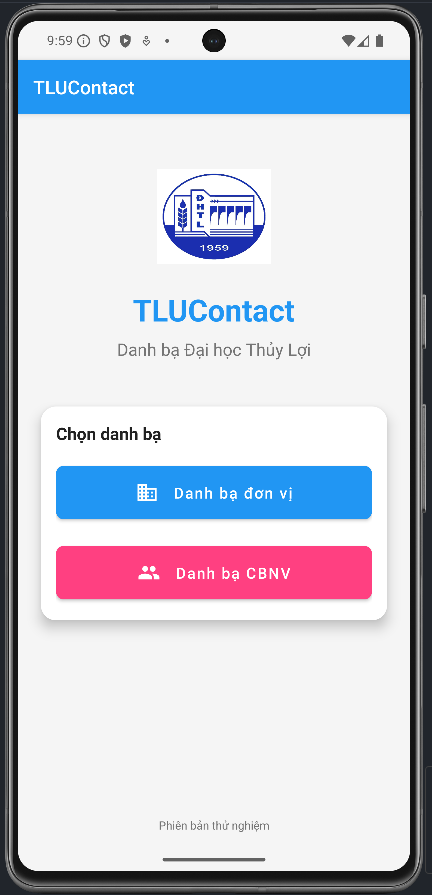 9:59
TLUContact
DHTL
1959
TLUContact
Danh bạ Đại học Thủy Lợi
Chọn danh bạ
Danh bạ đơn vị
Danh bạ CBNV
Phiên bản thử nghiệm